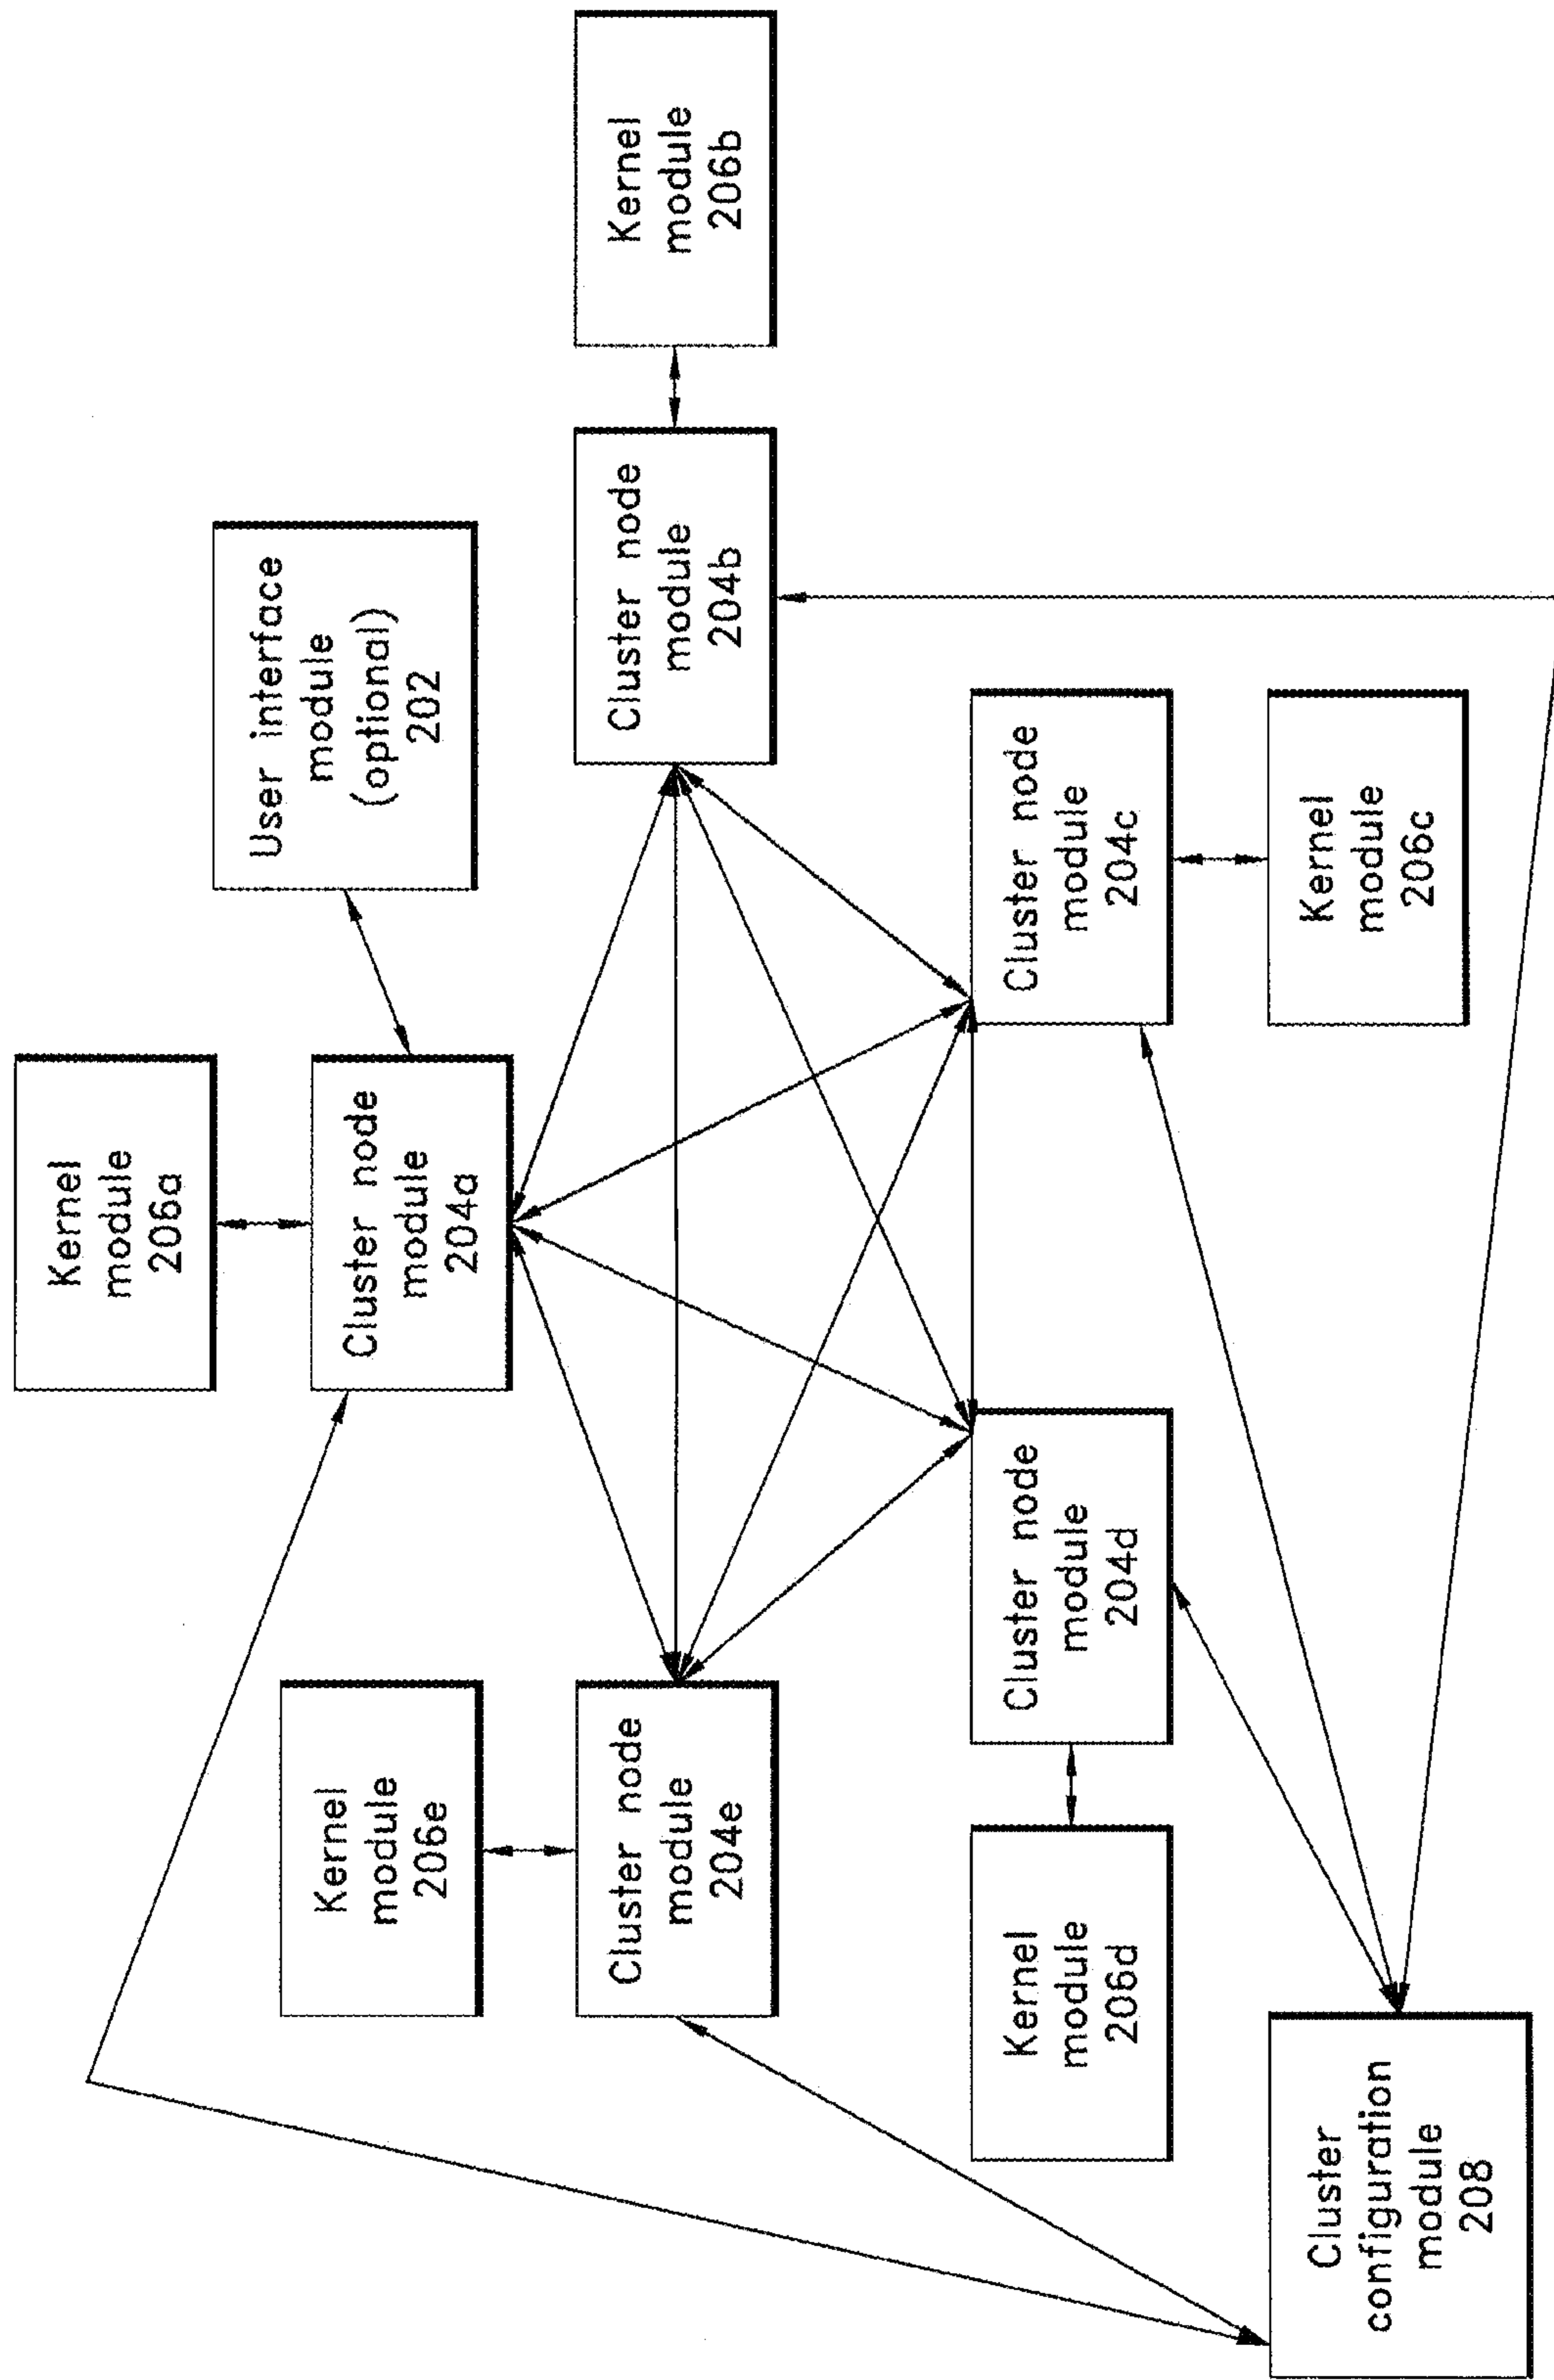 Kernel
module
206a
User interface
module
(optional)
202
Kernel
module
206e
Cluster node
module
204a
Cluster node
module
204e
Cluster node
module
204b
Kernel
module
206b
Kernel
module
206d
Cluster node
module
204d
Cluster node
module
204c
Cluster
configuration
module
208
Kernel
module
206c